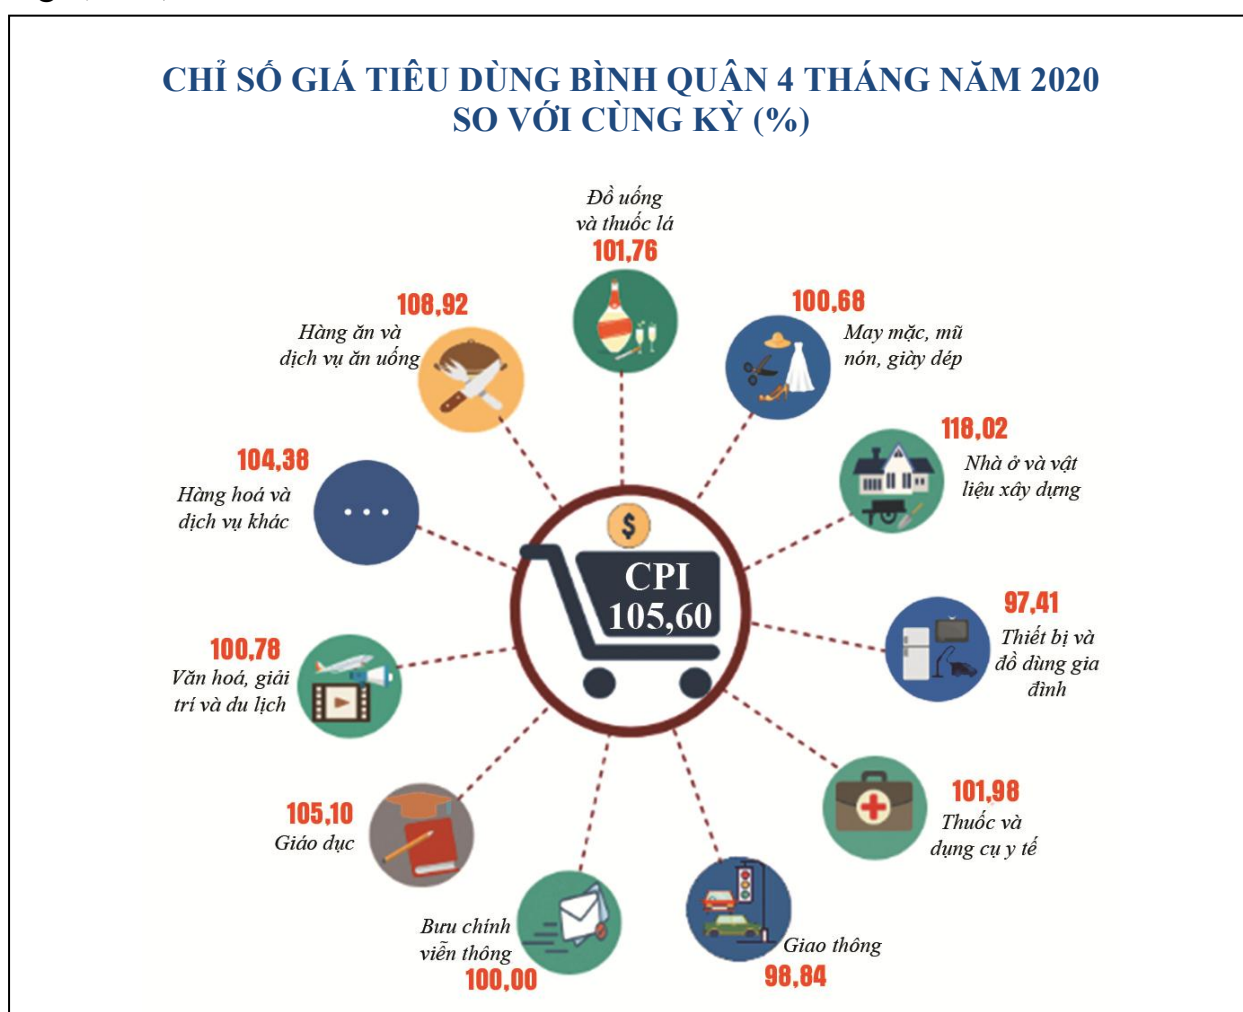 CHỈ SỐ GIÁ TIÊU DÙNG BÌNH QUÂN 4 THÁNG NĂM 2020
SO VỚI CÙNG KỲ (%)
Đồ uống
và thuốc lá
101,76
100,68
May mặc, mũ
nón, giày dép
118,02
Nhà ở và vật
liệu xây dựng
97,41
Thiết bị và
đồ dùng gia
đình
101,98
Thuốc và
dụng cụ y tế
Giao thông
98,84
Bưu chính
viễn thông
100,00
105,10
Giáo dục
100,78
Văn hoá, giải
trí và du lịch
104,38
Hàng hoá và
dịch vụ khác
108,92
Hàng ăn và
dịch vụ ăn uống
$
CPI
105,60